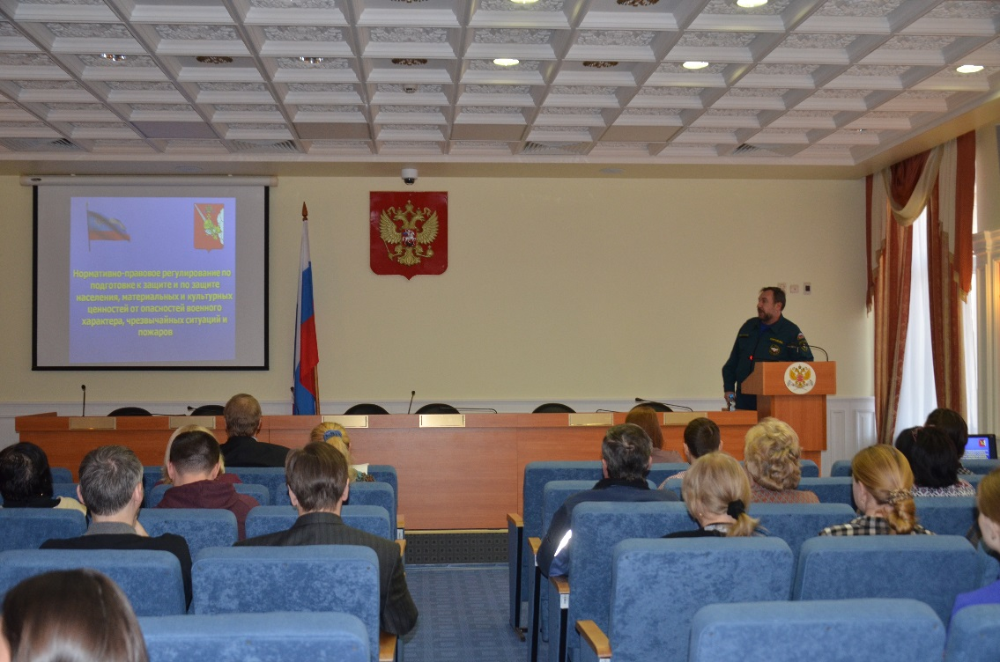 Нормативно-правовое регулирование по
подготовке к защите и по защите
населения, материальных и культурных
ценностей от опасностей военного
характера, чрезвычайных ситуаций и
пожаров